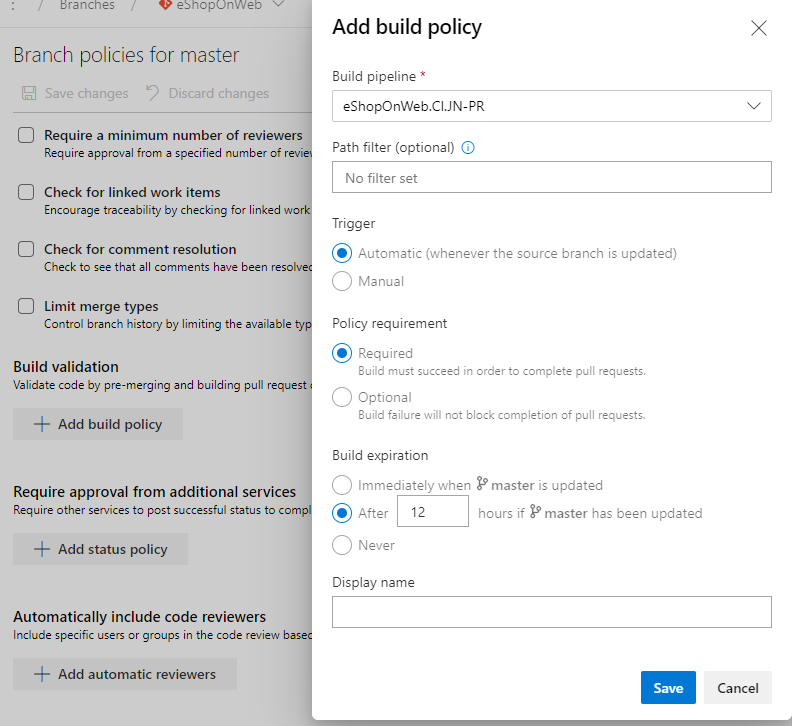 Branches / eShopOnWeb
Branch policies for master
Save changes Discard changes
Require a minimum number of reviewers
Require approval from a specified number of
Check for linked work items
Encourage traceability by checking for linked work
Check for comment resolution
Check to see that all comments have been resolved
Limit merge types
Control branch history by limiting the available
Build validation
Validate code by pre-merging and building pull request
+ Add build policy
Require approval from additional services
Require other services to post successful status to
+ Add status policy
Automatically include code reviewers
Include specific users or groups in the code review based
+ Add automatic reviewers
Add build policy
Build pipeline *
eShopOnWeb.CI.JN-PR
Path filter (optional)
No filter set
Trigger
Automatic (whenever the source branch is updated)
Manual
Policy requirement
Required
Build must succeed in order to complete pull requests.
Optional
Build failure will not block completion of pull requests.
Build expiration
Immediately when master is updated
After 12 hours if master has been updated
Never
Display name
Save Cancel